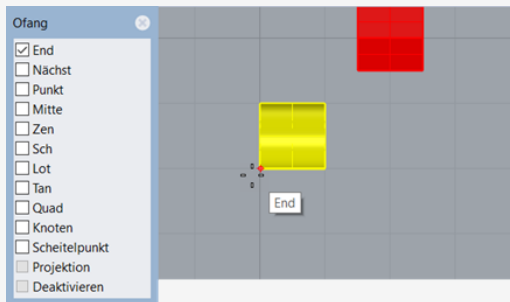 Ofang
End
Nächst
Punkt
Mitte
Zen
Sch
Lot
Tan
Quad
Knoten
Scheitelpunkt
Projektion
Deaktivieren
End